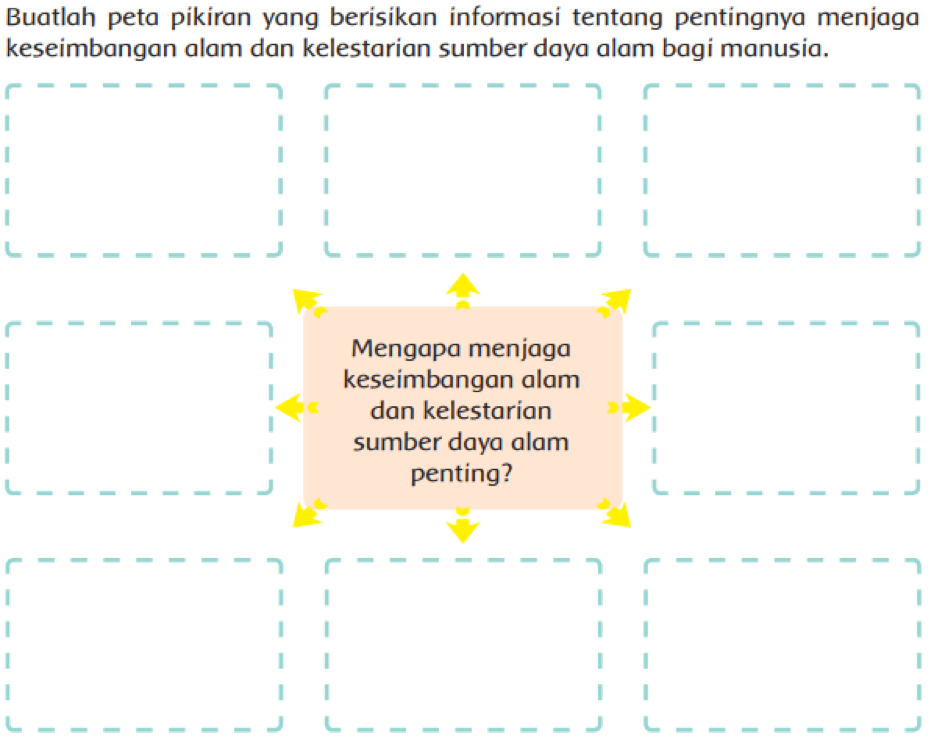 Buatlah peta pikiran yang berisikan informasi tentang pentingnya menjaga
keseimbangan alam dan kelestarian sumber daya alam bagi manusia.
Mengapa menjaga
keseimbangan alam
dan kelestarian
sumber daya alam
penting?